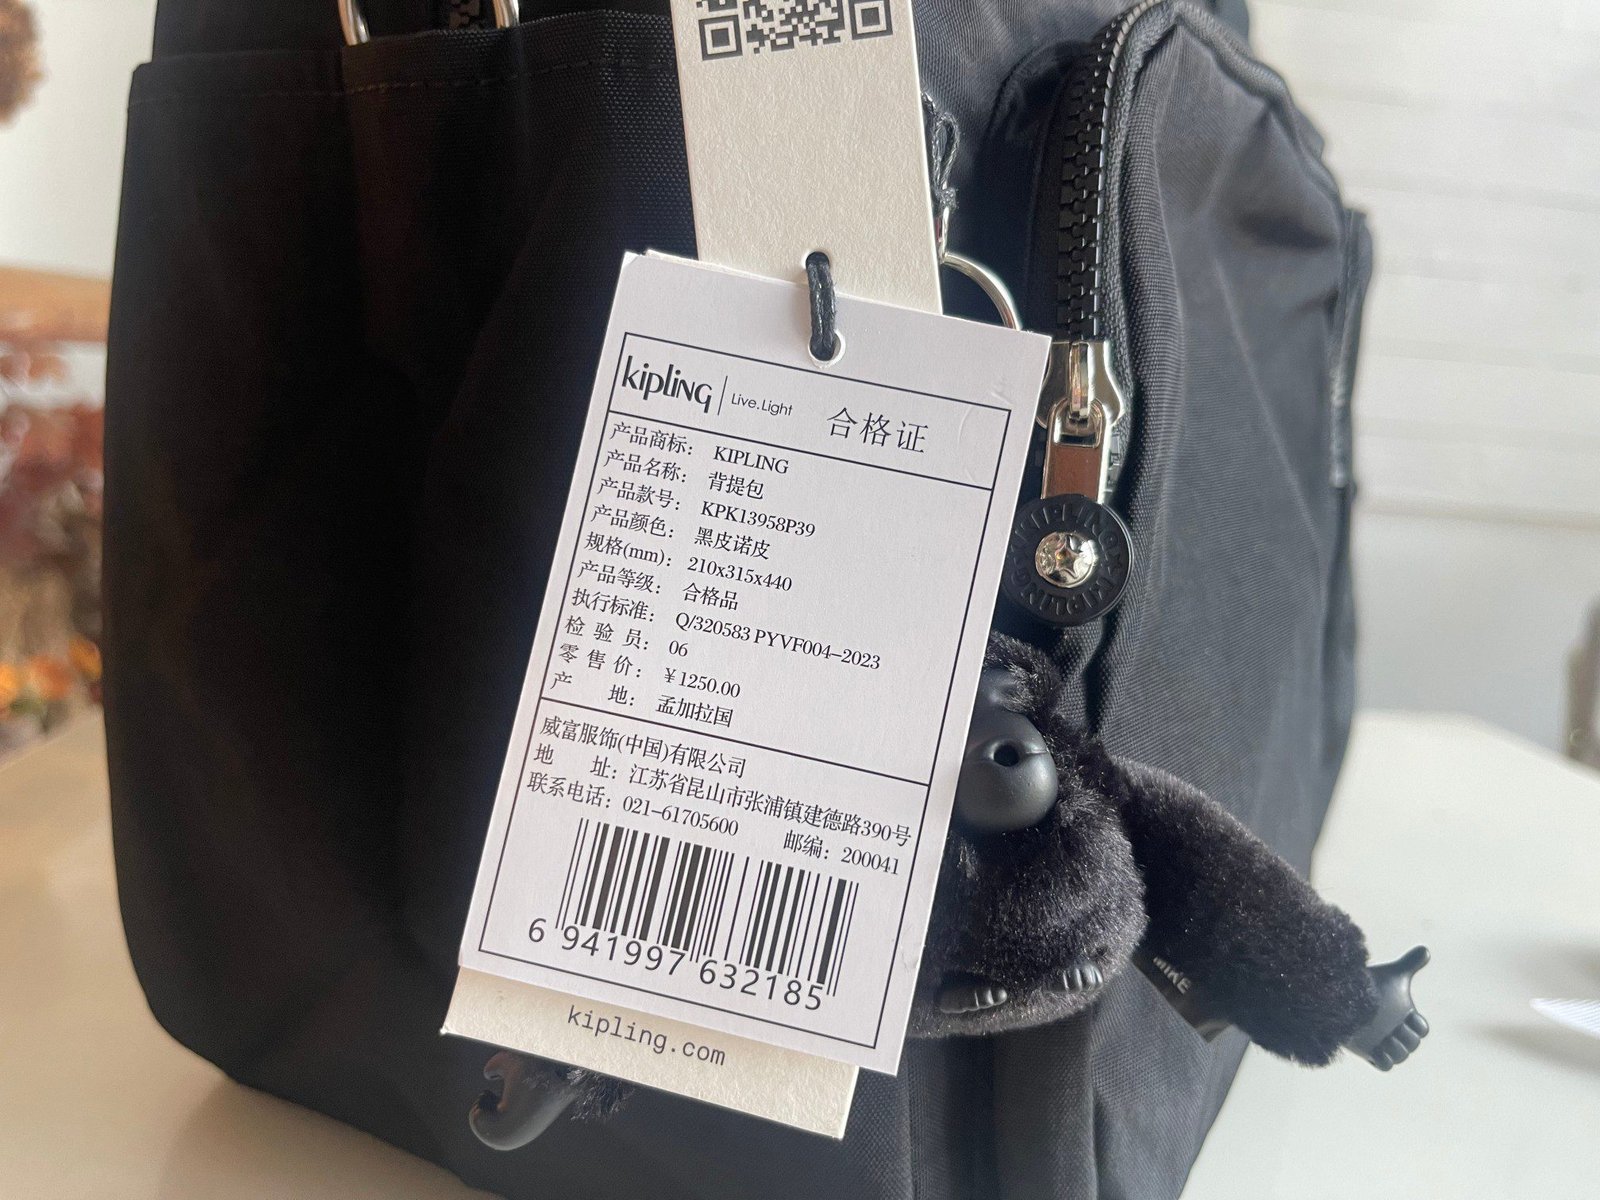 kipling | Live.Light 合格证
产品商标: KIPLING
产品名称: 背提包
产品款号: KPK13958P39
产品颜色: 黑皮诺皮
规格(mm): 210x315x440
产品等级: 合格品
执行标准: Q/320583 PYVF004-2023
检验员: 06
零售价: ¥1250.00
产地: 孟加拉国
威富服饰(中国)有限公司
地址: 江苏省昆山市张浦镇建德路390号
联系电话: 021-61705600 邮编: 200041
6 941997 632185
kipling.com
KIPLING KIPLING KIPLING
MIKE